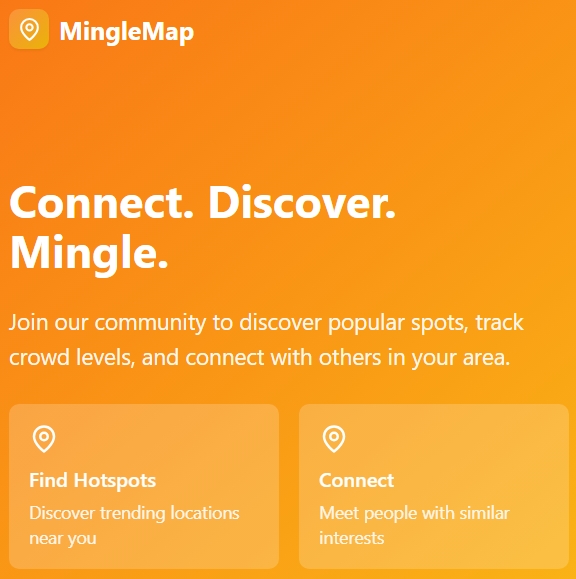 MingleMap
Connect. Discover.
Mingle.
Join our community to discover popular spots, track
crowd levels, and connect with others in your area.
Find Hotspots
Discover trending locations
near you
Connect
Meet people with similar
interests